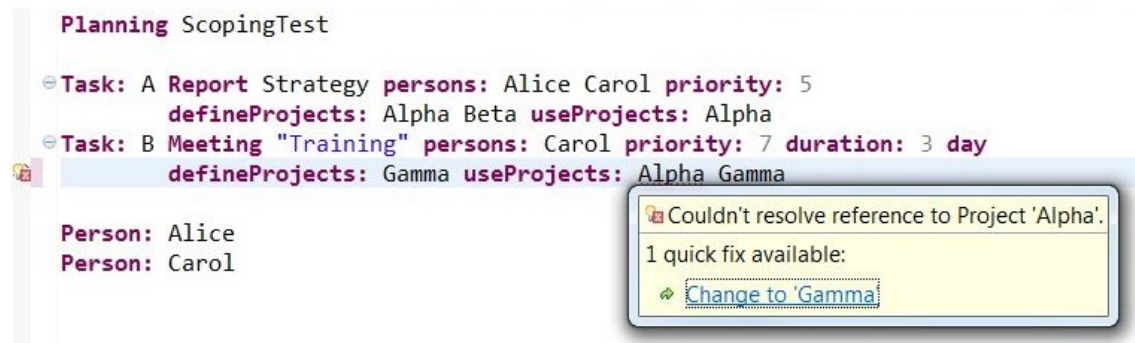 Planning ScopingTest
Task: A Report Strategy persons: Alice Carol priority: 5
defineProjects: Alpha Beta useProjects: Alpha
Task: B Meeting "Training" persons: Carol priority: 7 duration: 3 day
defineProjects: Gamma useProjects: Alpha Gamma
Couldn't resolve reference to Project 'Alpha'.
1 quick fix available:
Change to 'Gamma'
Person: Alice
Person: Carol